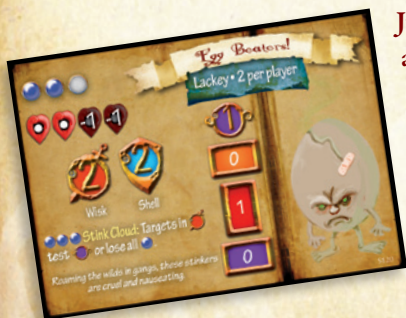 Egg Beaters!
Lackey • 2 per player
-1 -1
2 2
Wisk Shell
1
0
1
0
Stink Cloud: Targets in
test or lose all
Roaming the wilds in gangs, these stinkers
are cruel and nauseating.
J
a